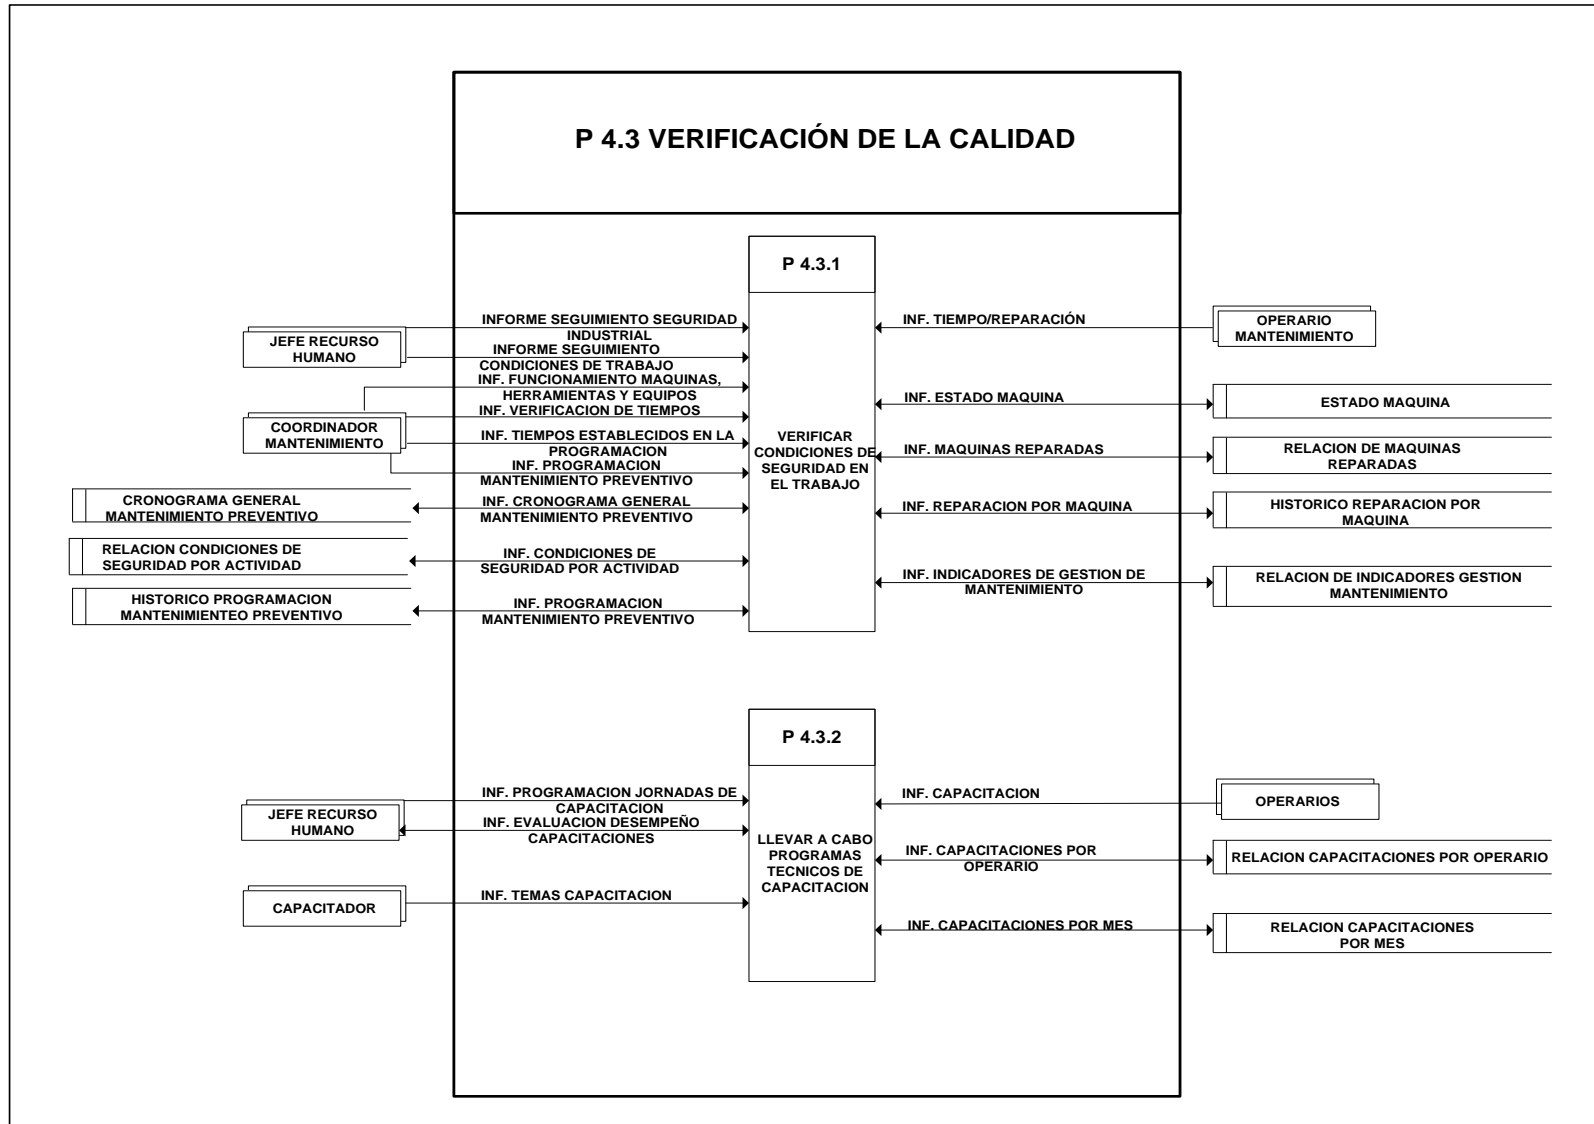 P 4.3 VERIFICACIÓN DE LA CALIDAD
P 4.3.1
VERIFICAR
CONDICIONES DE
SEGURIDAD EN
EL TRABAJO
JEFE RECURSO
HUMANO
INFORME SEGUIMIENTO SEGURIDAD
INDUSTRIAL
INFORME SEGUIMIENTO
CONDICIONES DE TRABAJO
COORDINADOR
MANTENIMIENTO
INF. FUNCIONAMIENTO MAQUINAS,
HERRAMIENTAS Y EQUIPOS
INF. VERIFICACION DE TIEMPOS
INF. TIEMPOS ESTABLECIDOS EN LA
PROGRAMACION
INF. PROGRAMACION
MANTENIMIENTO PREVENTIVO
CRONOGRAMA GENERAL
MANTENIMIENTO PREVENTIVO
INF. CRONOGRAMA GENERAL
MANTENIMIENTO PREVENTIVO
RELACION CONDICIONES DE
SEGURIDAD POR ACTIVIDAD
INF. CONDICIONES DE
SEGURIDAD POR ACTIVIDAD
HISTORICO PROGRAMACION
MANTENIMIENTEO PREVENTIVO
INF. PROGRAMACION
MANTENIMIENTO PREVENTIVO
INF. TIEMPO/REPARACIÓN
OPERARIO
MANTENIMIENTO
INF. ESTADO MAQUINA
ESTADO MAQUINA
INF. MAQUINAS REPARADAS
RELACION DE MAQUINAS
REPARADAS
INF. REPARACION POR MAQUINA
HISTÓRICO REPARACION POR
MAQUINA
INF. INDICADORES DE GESTION DE
MANTENIMIENTO
RELACION DE INDICADORES GESTION
MANTENIMIENTO
P 4.3.2
LLEVAR A CABO
PROGRAMAS
TECNICOS DE
CAPACITACION
JEFE RECURSO
HUMANO
INF. PROGRAMACION JORNADAS DE
CAPACITACION
INF. EVALUACION DESEMPEÑO
CAPACITACIONES
CAPACITADOR
INF. TEMAS CAPACITACION
INF. CAPACITACION
OPERARIOS
INF. CAPACITACIONES POR
OPERARIO
RELACION CAPACITACIONES POR OPERARIO
INF. CAPACITACIONES POR MES
RELACION CAPACITACIONES
POR MES